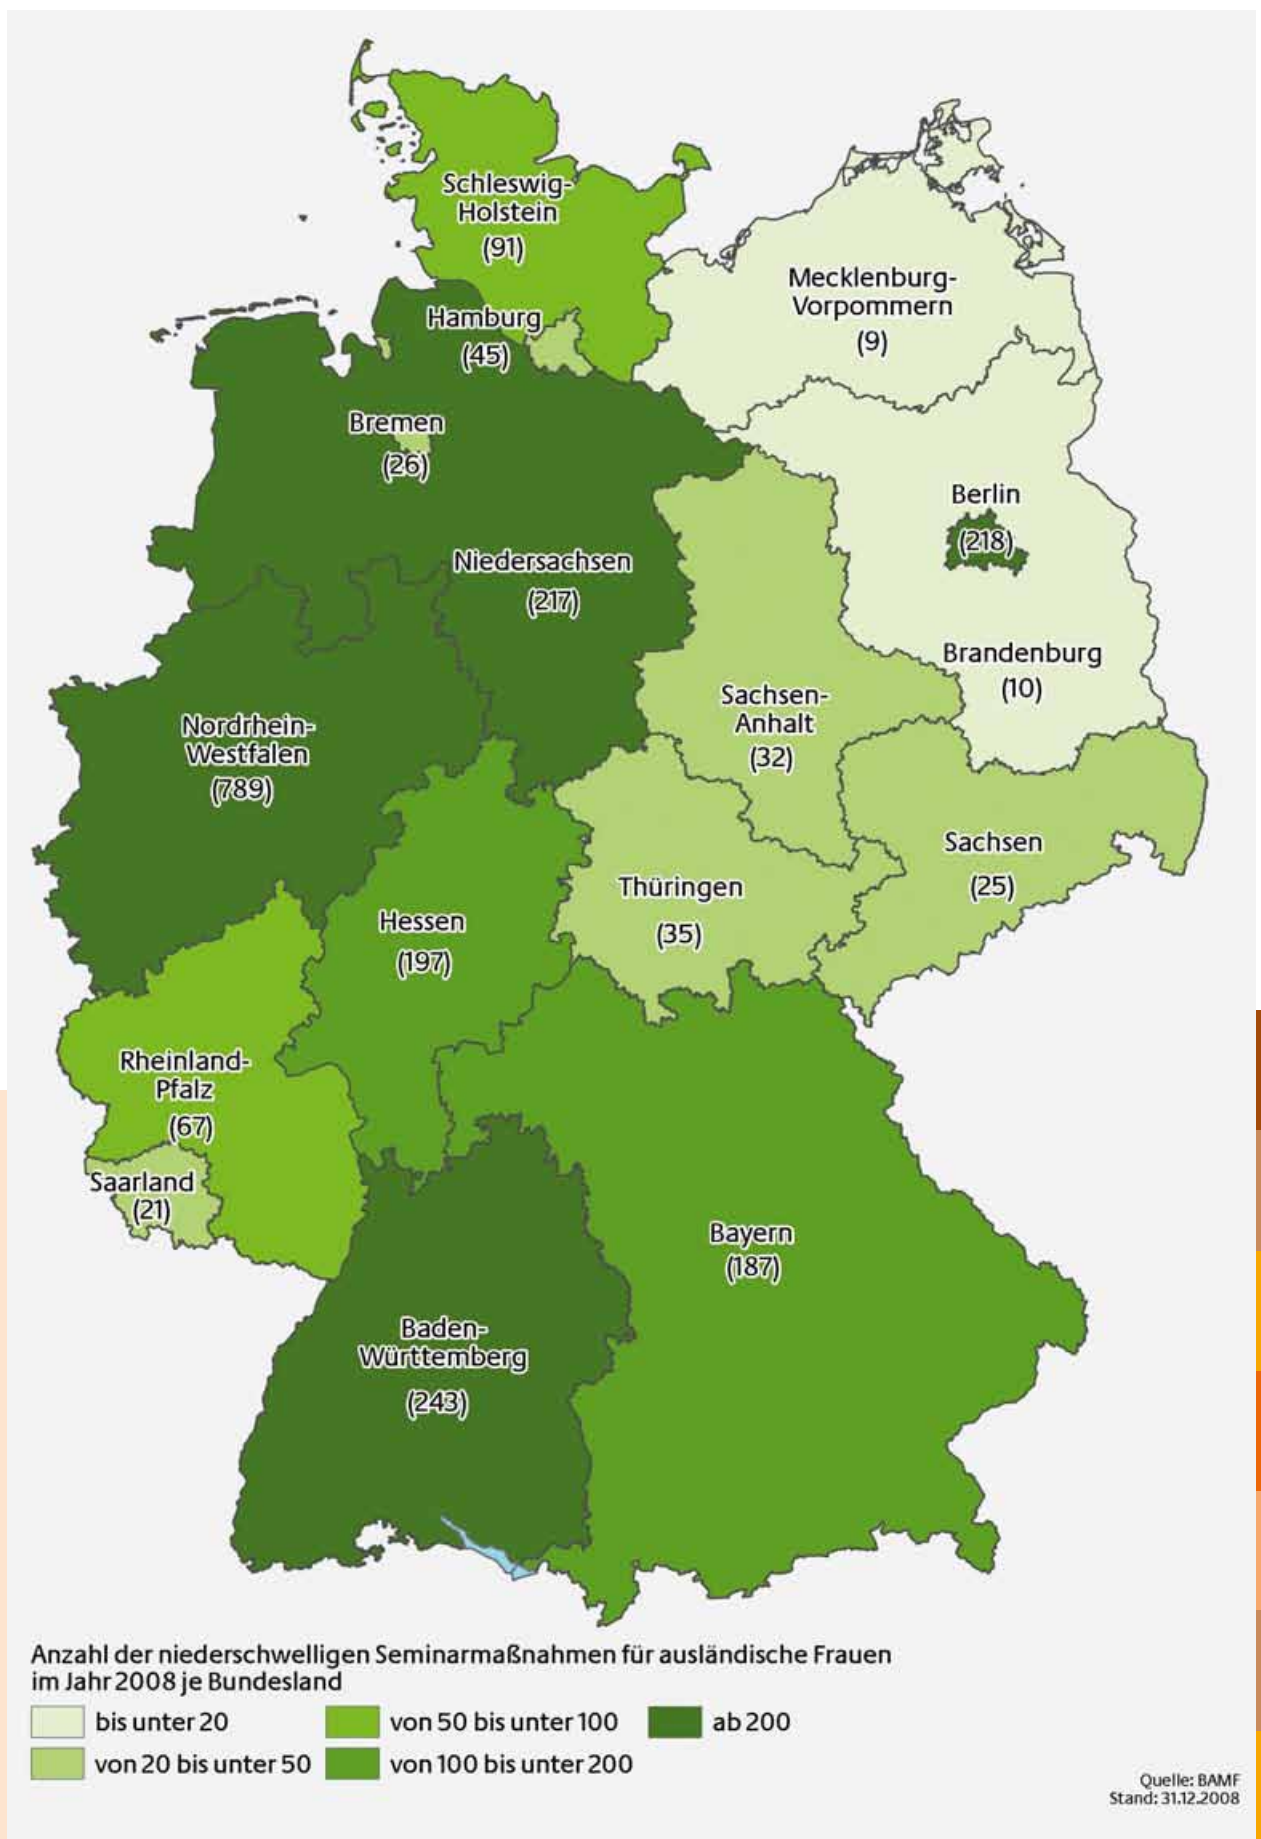 Schleswig-
Holstein
(91)
Mecklenburg-
Vorpommern
(9)
Hamburg
(45)
Bremen
(26)
Berlin
(218)
Niedersachsen
(217)
Brandenburg
(10)
Sachsen-
Anhalt
(32)
Nordrhein-
Westfalen
(789)
Sachsen
(25)
Thüringen
(35)
Hessen
(197)
Rheinland-
Pfalz
(67)
Saarland
(21)
Bayern
(187)
Baden-
Württemberg
(243)
Anzahl der niederschwelligen Seminarmaßnahmen für ausländische Frauen
im Jahr 2008 je Bundesland
bis unter 20
von 50 bis unter 100
ab 200
von 20 bis unter 50
von 100 bis unter 200
Quelle: BAMF
Stand: 31.12.2008